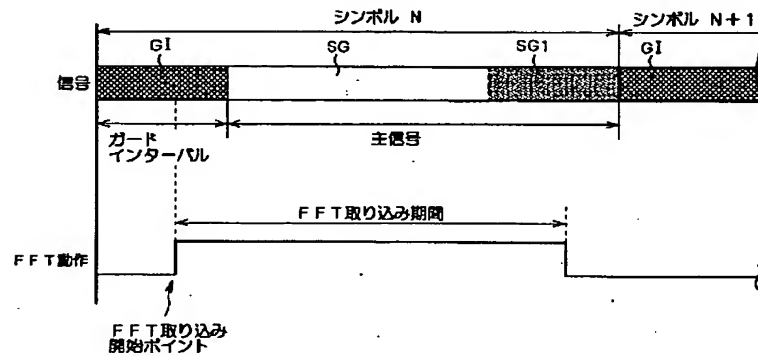 シンボル N
シンボル N+1
GI
SG
SG1
GI
信号
ガード
インターバル
主信号
FFT取り込み期間
FFT動作
FFT取り込み
開始ポイント